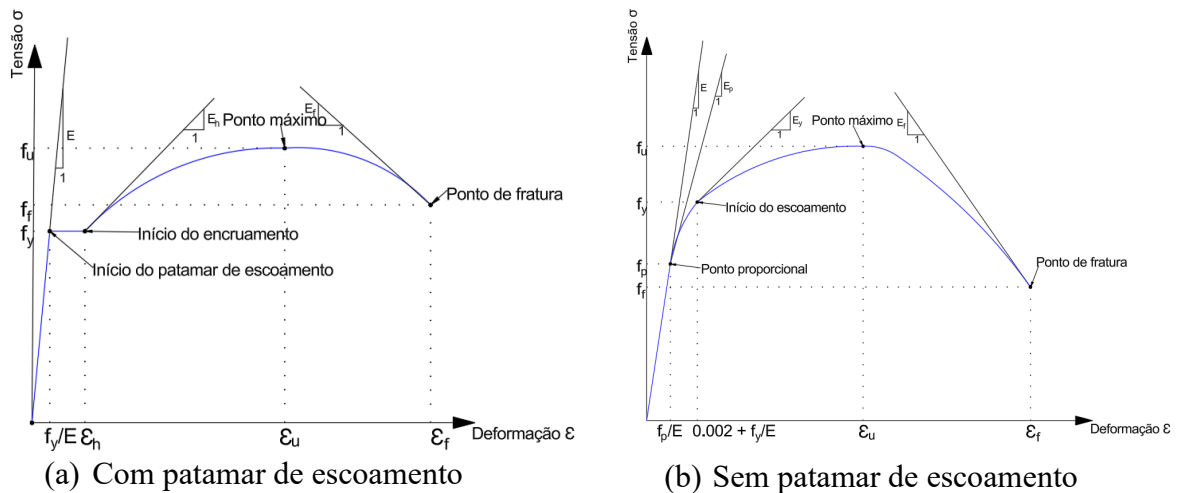 Tensão σ
E
1
E_h
1
E_f
1
Ponto máximo
f_u
f_f
f_y
Ponto de fratura
Início do encruamento
Início do patamar de escoamento
f_y/E
ε_h
ε_u
ε_f
Deformação ε
(a) Com patamar de escoamento
Tensão σ
E
1
E_p
1
E_y
1
E_f
1
Ponto máximo
f_u
f_y
Início do escoamento
f_p
Ponto proporcional
f_f
Ponto de fratura
f_p/E
0.002 + f_y/E
ε_u
ε_f
Deformação ε
(b) Sem patamar de escoamento